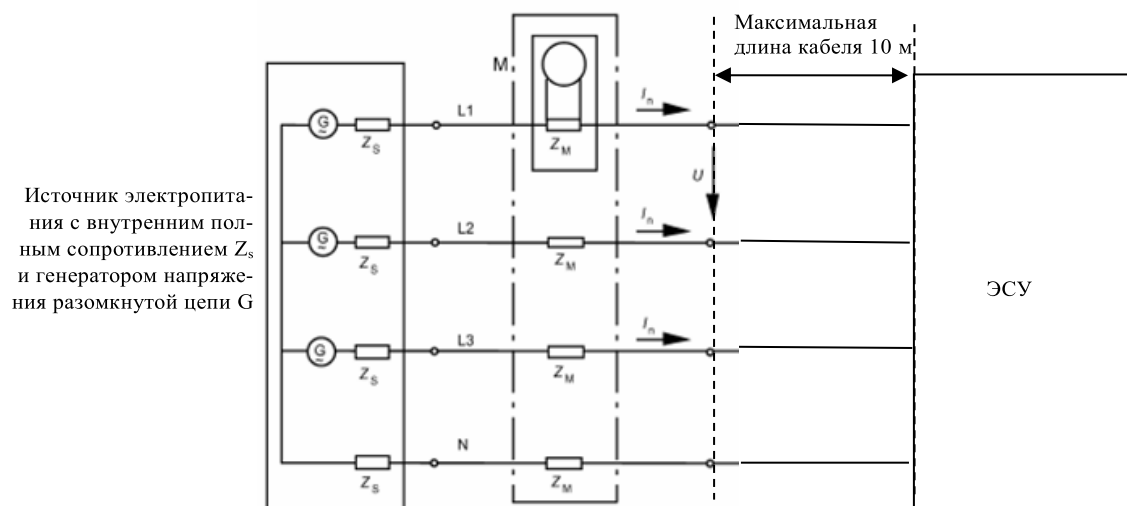 Максимальная
длина кабеля 10 м
M
G
~
Z_S
L1
Z_M
I_n
U
Источник электропита-
ния с внутренним пол-
ным сопротивлением Z_s
и генератором напряже-
ния разомкнутой цепи G
G
~
Z_S
L2
Z_M
I_n
ЭСУ
G
~
Z_S
L3
Z_M
I_n
Z_S
N
Z_M